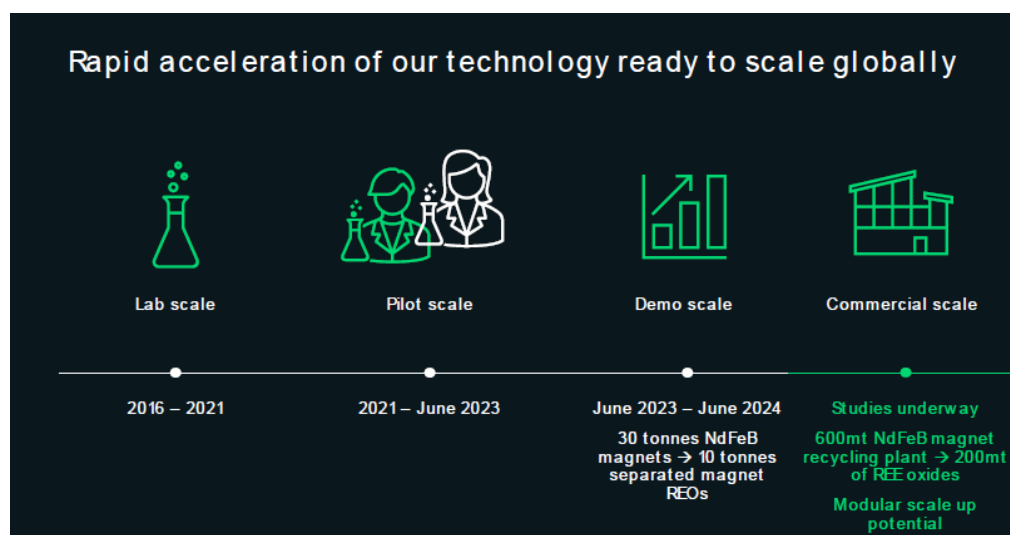 Rapid acceleration of our technology ready to scale globally
Lab scale
Pilot scale
Demo scale
Commercial scale
2016 – 2021
2021 – June 2023
June 2023 – June 2024
30 tonnes NdFeB
magnets → 10 tonnes
separated magnet
REOs
Studies underway
600mt NdFeB magnet
recycling plant → 200mt
of REE oxides
Modular scale up
potential